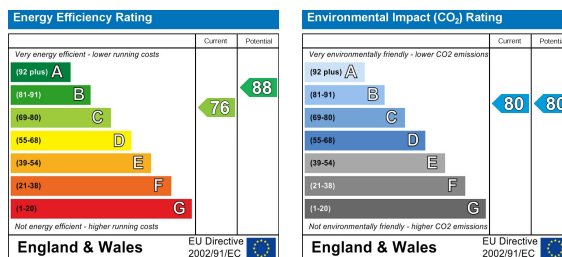 Energy Efficiency Rating
Current Potential
Very energy efficient - lower running costs
(92 plus) A
(81-91) B
88
(69-80) C
76
(55-68) D
(39-54) E
(21-38) F
(1-20) G
Not energy efficient - higher running costs
England & Wales
EU Directive
2002/91/EC
Environmental Impact (CO₂) Rating
Current Potential
Very environmentally friendly - lower CO2 emissions
(92 plus) A
(81-91) B
80 80
(69-80) C
(55-68) D
(39-54) E
(21-38) F
(1-20) G
Not environmentally friendly - higher CO2 emissions
England & Wales
EU Directive
2002/91/EC